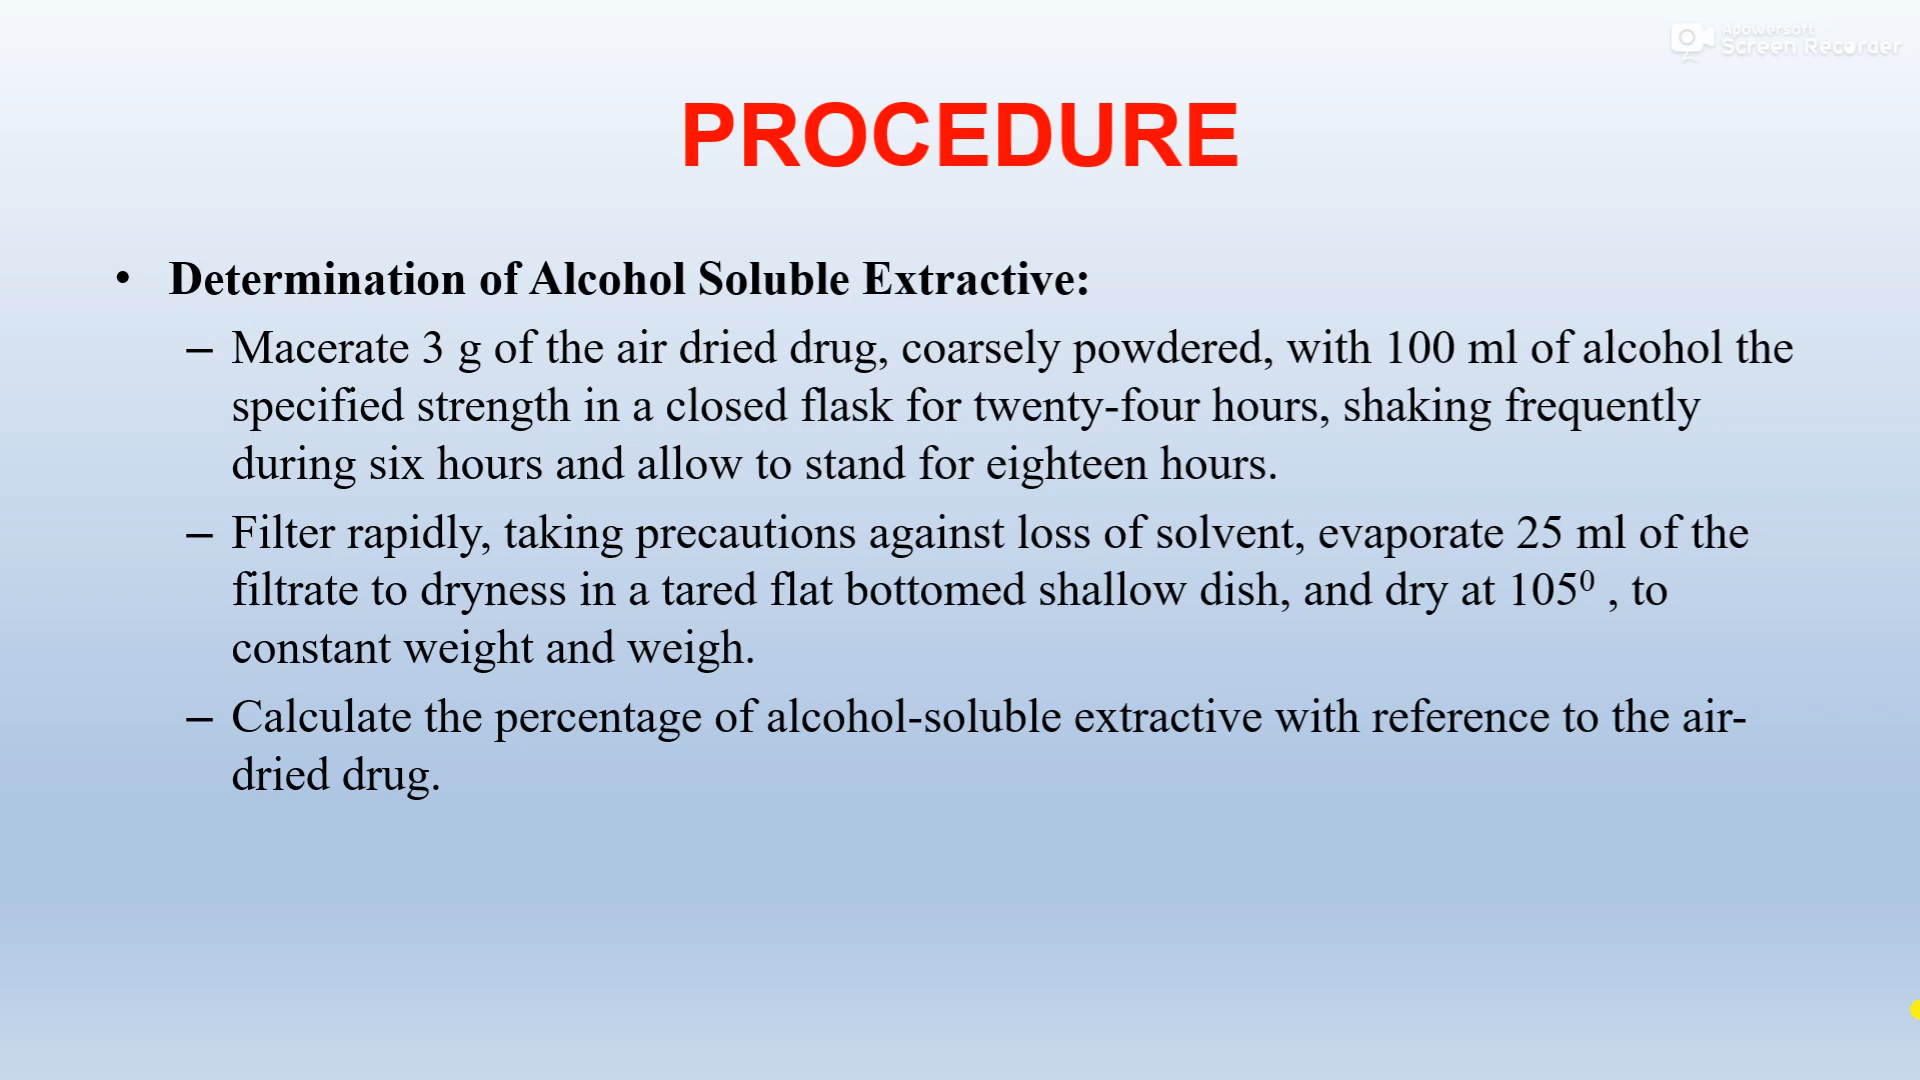 Apowersoft
Screen Recorder
PROCEDURE
• Determination of Alcohol Soluble Extractive:
– Macerate 3 g of the air dried drug, coarsely powdered, with 100 ml of alcohol the
specified strength in a closed flask for twenty-four hours, shaking frequently
during six hours and allow to stand for eighteen hours.
– Filter rapidly, taking precautions against loss of solvent, evaporate 25 ml of the
filtrate to dryness in a tared flat bottomed shallow dish, and dry at 105⁰ , to
constant weight and weigh.
– Calculate the percentage of alcohol-soluble extractive with reference to the air-
dried drug.